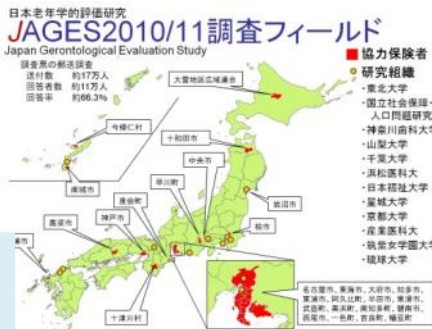 日本老年学的評価研究
JAGES2010/11調査フィールド
Japan Gerontological Evaluation Study
調査票の郵送調査
送付数 約17万人
回答者数 約11万人
回答率 約66.3%
■協力保険者
研究組織
・東北大学
・国立社会保障・
人口問題研究
・神奈川歯科大学
・山梨大学
・千葉大学
・浜松医科大
・日本福祉大学
・星城大学
・京都大学
・産業医科大
・筑紫女学園大学
・琉球大学
大雪地区広域連合
今帰仁村
南城市
十和田市
中央市
早川町
度会町
神戸市
高梁市
岩沼市
柏市
十津川村
名古屋市、東海市、大府市、知多市、
東浦市、阿久比町、半田市、常滑市、
武豊町、美浜町、南知多町、碧南市、
西尾市、一色町、吉良町、幡豆町